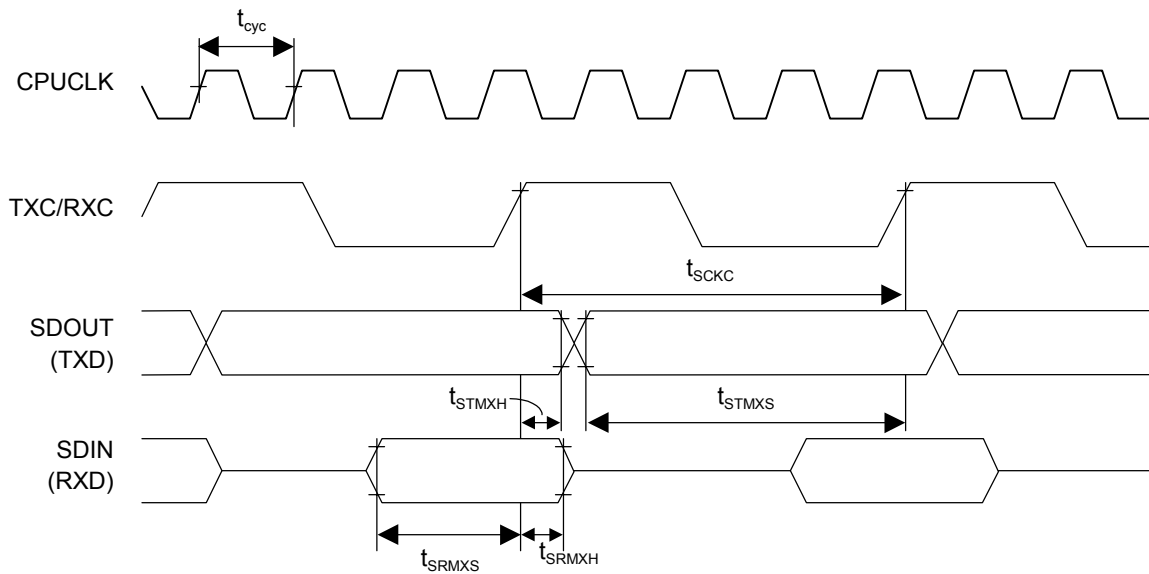 tcyc
CPUCLK
TXC/RXC
tSCKC
SDOUT
(TXD)
tSTMXH
tSTMXS
SDIN
(RXD)
tSRMXS
tSRMXH